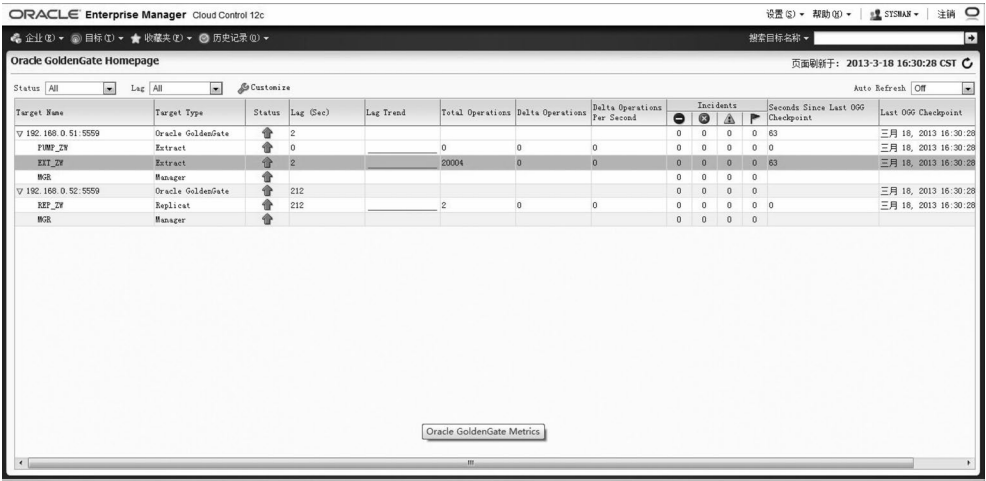 ORACLE Enterprise Manager Cloud Control 12c 设置(S) 帮助(H) SYSMAN 注销
企业(E) 目标(T) 收藏夹(F) 历史记录(O) 搜索目标名称
Oracle GoldenGate Homepage 页面刷新于: 2013-3-18 16:30:28 CST
Status All Lag All Customize Auto Refresh Off
Target Name Target Type Status Lag (Sec) Lag Trend Total Operations Delta Operations Delta Operations Per Second Incidents Seconds Since Last OGG Checkpoint Last OGG Checkpoint
192.168.0.51:5559 Oracle GoldenGate 2 0 0 0 0 63 三月 18, 2013 16:30:28
PUMP_ZW Extract 0 0 0 0 0 0 0 0 0 三月 18, 2013 16:30:28
EXT_ZW Extract 2 20004 0 0 0 0 0 0 63 三月 18, 2013 16:30:28
MGR Manager 0 0 0 0
192.168.0.52:5559 Oracle GoldenGate 212 0 0 0 0 三月 18, 2013 16:30:28
REP_ZW Replicat 212 2 0 0 0 0 0 0 0 三月 18, 2013 16:30:28
MGR Manager 0 0 0 0
Oracle GoldenGate Metrics